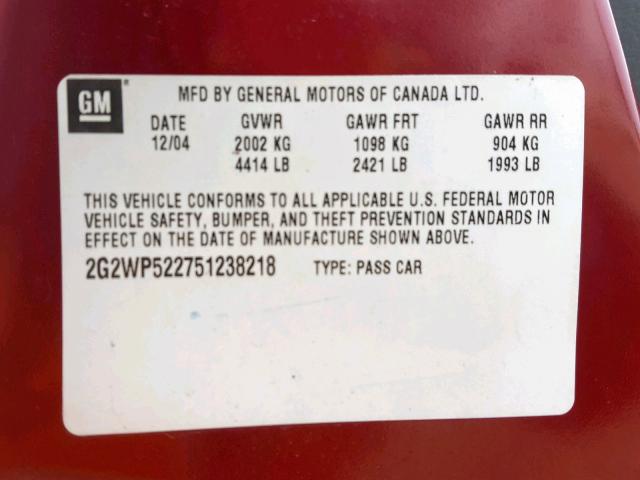 GM
MFD BY GENERAL MOTORS OF CANADA LTD.
DATE GVWR GAWR FRT GAWR RR
12/04 2002 KG 1098 KG 904 KG
4414 LB 2421 LB 1993 LB
THIS VEHICLE CONFORMS TO ALL APPLICABLE U.S. FEDERAL MOTOR
VEHICLE SAFETY, BUMPER, AND THEFT PREVENTION STANDARDS IN
EFFECT ON THE DATE OF MANUFACTURE SHOWN ABOVE.
2G2WP522751238218 TYPE: PASS CAR